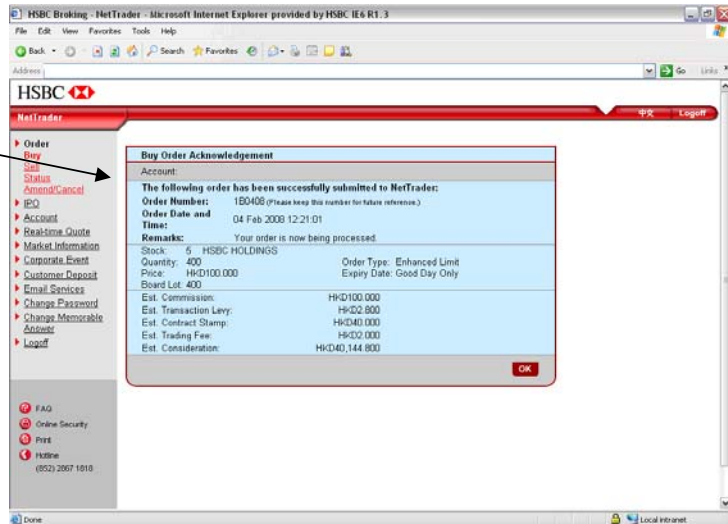 HSBC Broking - NetTrader - Microsoft Internet Explorer provided by HSBC IE6 R1.3
File Edit View Favorites Tools Help
Back Search Favorites
Address Go Links
HSBC
NetTrader 中文 Logoff
Order
Buy
Sell
Status
Amend/Cancel
IPO
Account
Real-time Quote
Market Information
Corporate Event
Customer Deposit
Email Services
Change Password
Change Memorable
Answer
Logoff
FAQ
Online Security
Print
Hotline
(852) 2867 1818
Buy Order Acknowledgement
Account:
The following order has been successfully submitted to NetTrader:
Order Number: 1B0408 (Please keep this number for future reference.)
Order Date and
Time: 04 Feb 2008 12:21:01
Remarks: Your order is now being processed.
Stock: 5 HSBC HOLDINGS
Quantity: 400 Order Type: Enhanced Limit
Price: HKD100.000 Expiry Date: Good Day Only
Board Lot: 400
Est. Commission: HKD100.000
Est. Transaction Levy: HKD2.800
Est. Contract Stamp: HKD40.000
Est. Trading Fee: HKD2.000
Est. Consideration: HKD40,144.800
OK
Done Local intranet